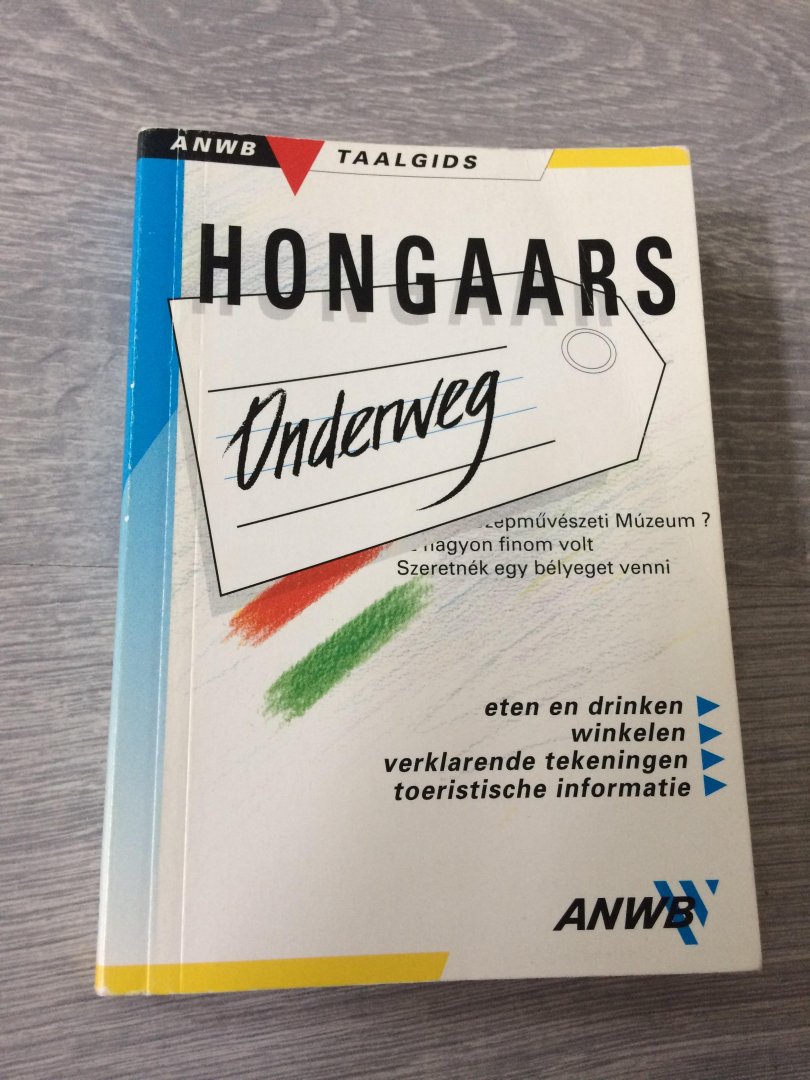 ANWB TAALGIDS
HONGAARS
Onderweg
Múzeum ?
nagyon finom volt
Szeretnék egy bélyeget venni
eten en drinken
winkelen
verklarende tekeningen
toeristische informatie
ANWB